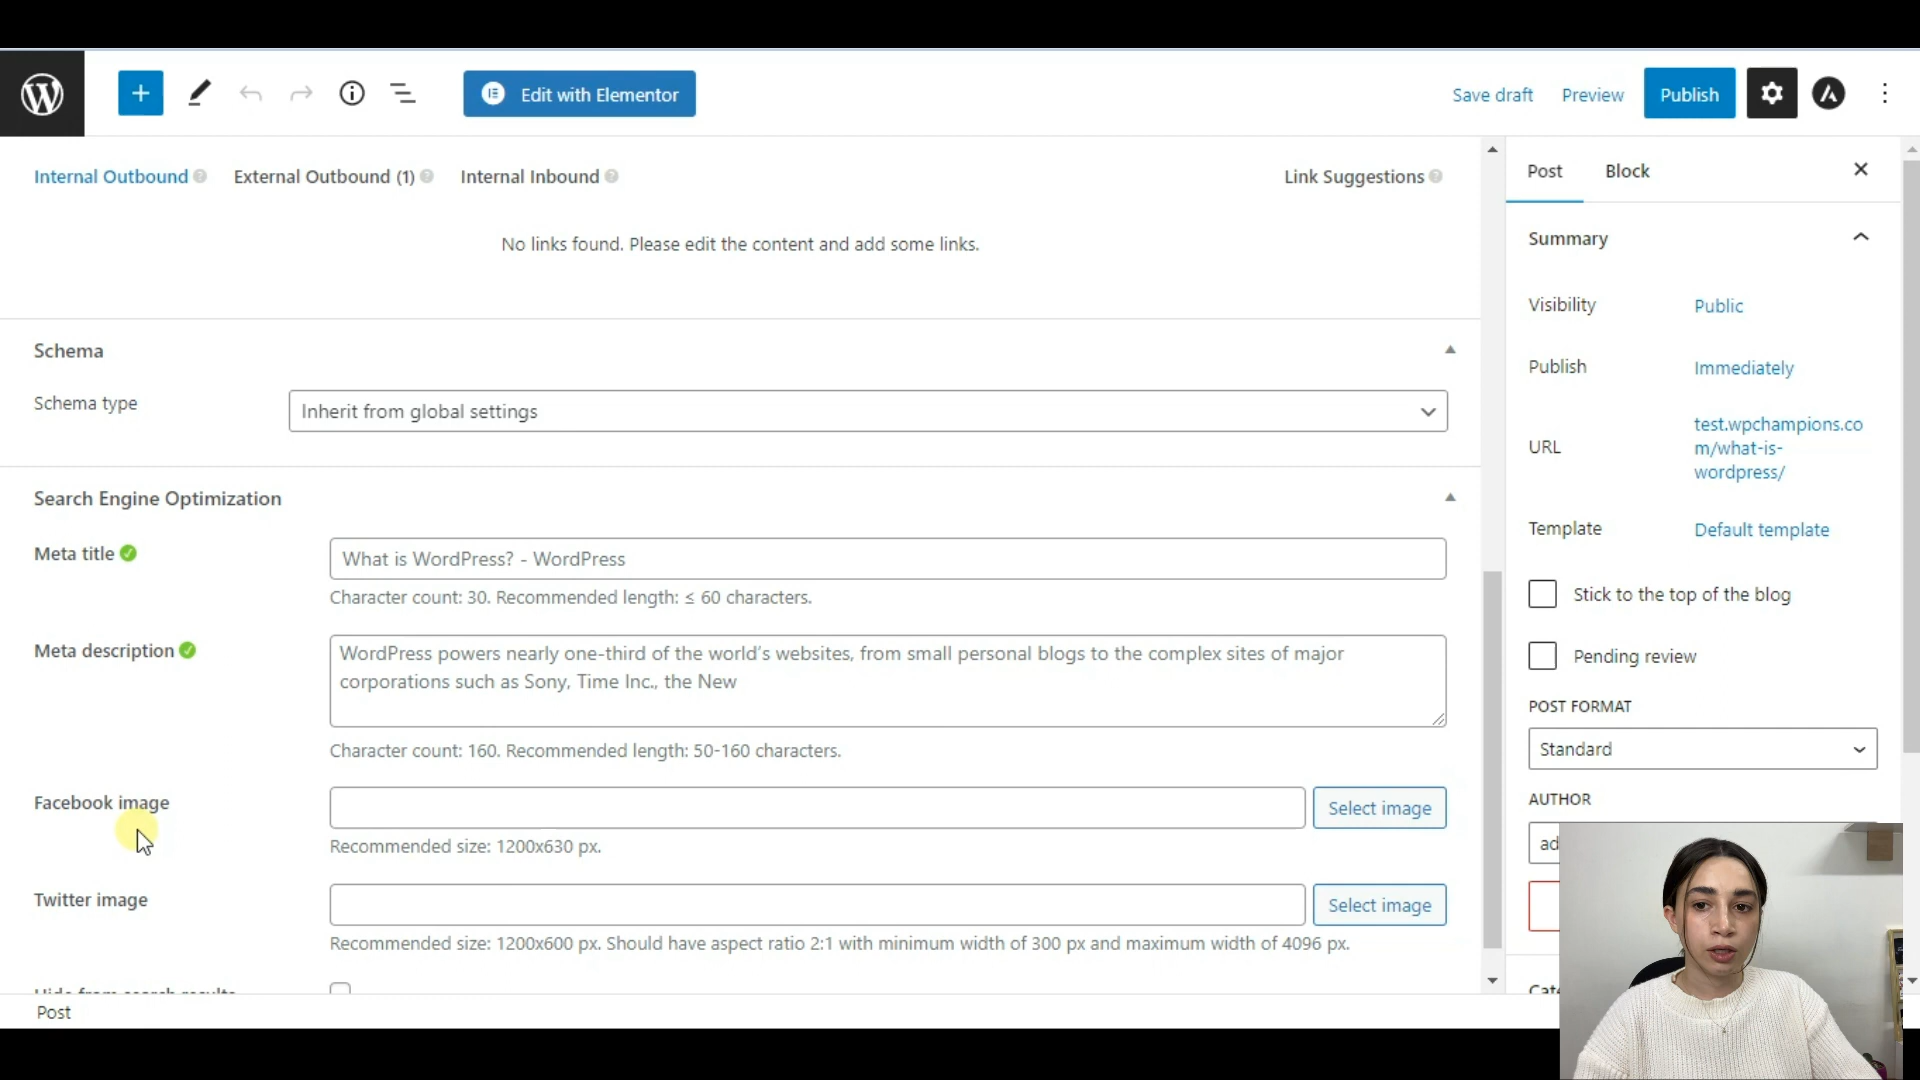 Edit with Elementor
Save draft
Preview
Publish
Internal Outbound
External Outbound (1)
Internal Inbound
Link Suggestions
No links found. Please edit the content and add some links.
Schema
Schema type
Inherit from global settings
Search Engine Optimization
Meta title
What is WordPress? - WordPress
Character count: 30. Recommended length: ≤ 60 characters.
Meta description
WordPress powers nearly one-third of the world's websites, from small personal blogs to the complex sites of major
corporations such as Sony, Time Inc., the New
Character count: 160. Recommended length: 50-160 characters.
Facebook image
Select image
Recommended size: 1200x630 px.
Twitter image
Select image
Recommended size: 1200x600 px. Should have aspect ratio 2:1 with minimum width of 300 px and maximum width of 4096 px.
Hide from search results
Post
Post
Block
Summary
Visibility
Public
Publish
Immediately
URL
test.wpchampions.co
m/what-is-
wordpress/
Template
Default template
Stick to the top of the blog
Pending review
POST FORMAT
Standard
AUTHOR
ad